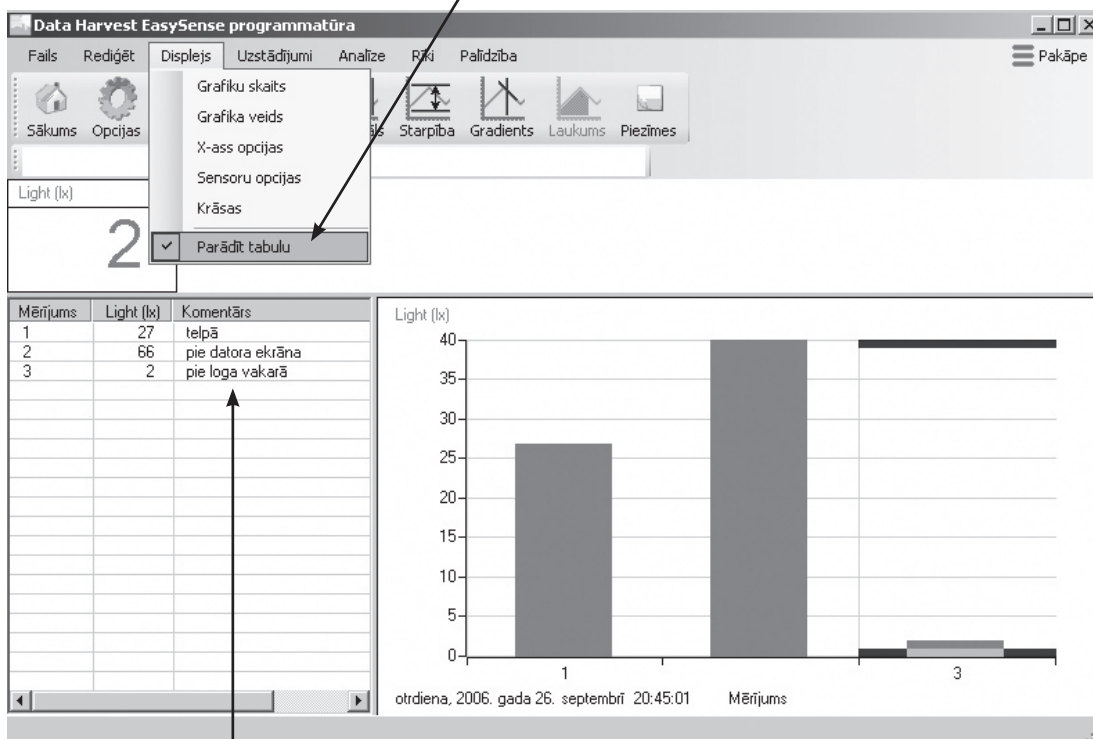 Data Harvest EasySense programmatūra
Fails Rediģēt Displejs Uzstādījumi Analīze Rīki Palīdzība Pakāpe
Grafiku skaits
Grafika veids
X-ass opcijas
Sensoru opcijas
Krāsas
Parādīt tabulu
Sākums Opcijas Starpība Gradients Laukums Piezīmes
Light (lx)
2
Mērījums Light (lx) Komentārs
1 27 telpā
2 66 pie datora ekrāna
3 2 pie loga vakarā
Light (lx)
40
35
30
25
20
15
10
5
0
1 3
otrdiena, 2006. gada 26. septembrī 20:45:01 Mērījums